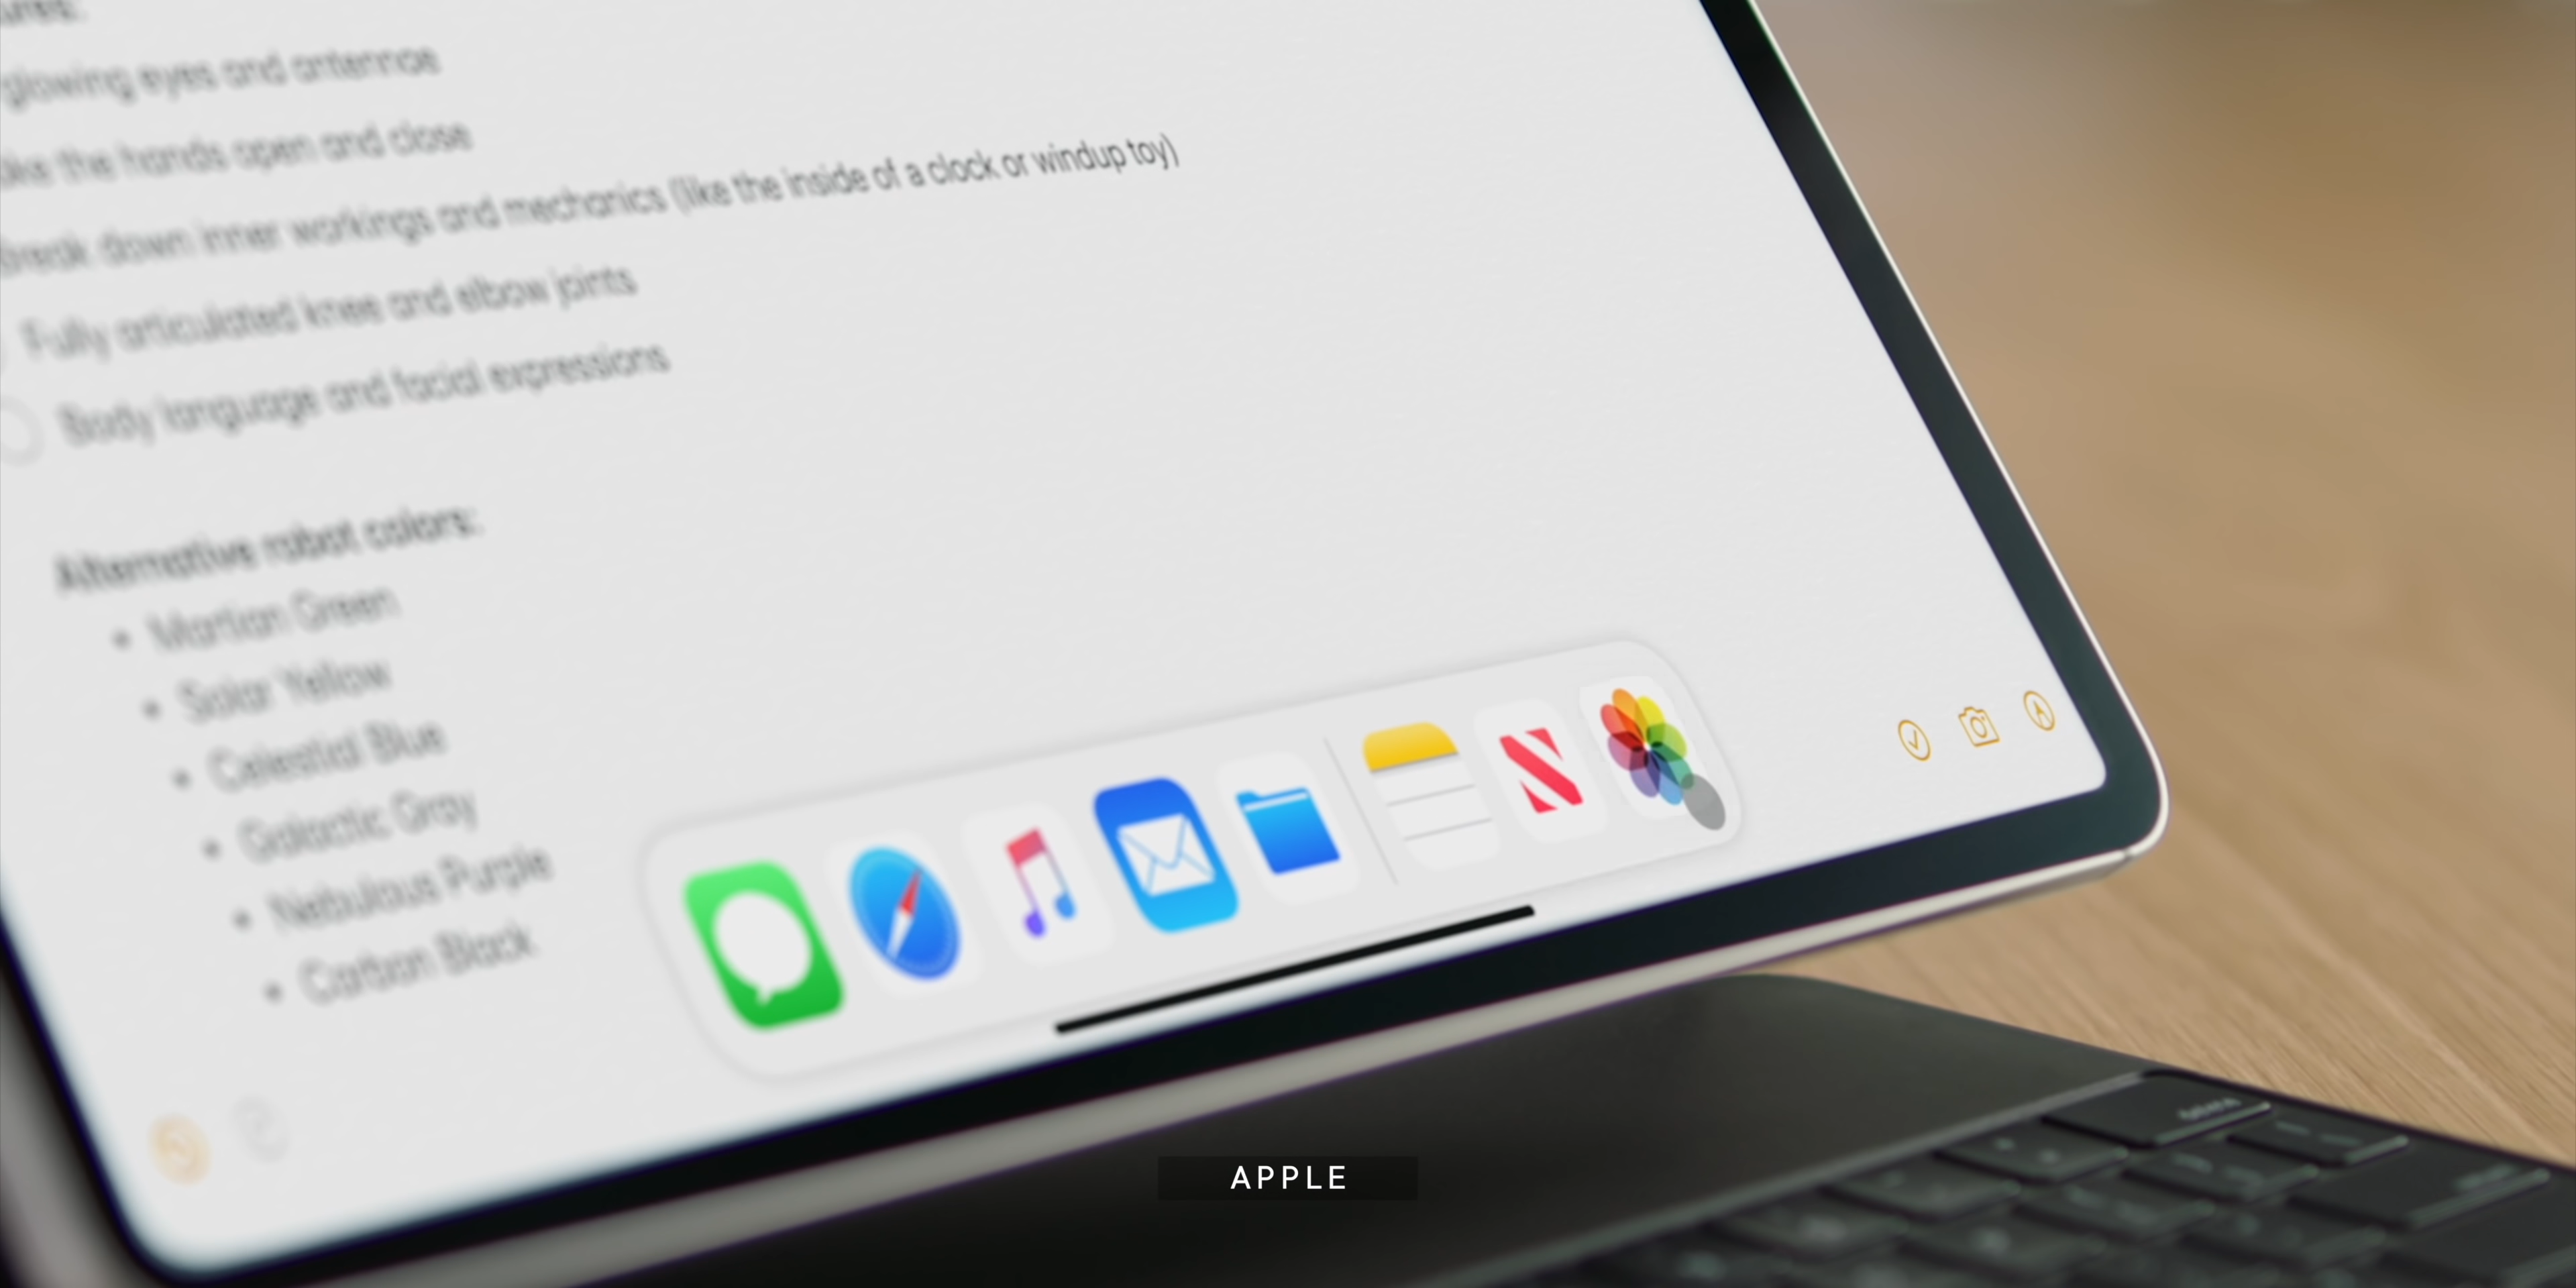 glowing eyes and antennae
the hands open and close
Break down inner workings and mechanics (like the inside of a clock or windup toy)
Fully articulated knee and elbow joints
Body language and facial expressions
Alternative robot colors:
• Martian Green
• Solar Yellow
• Celestial Blue
• Galactic Gray
• Nebulous Purple
• Carbon Black
APPLE